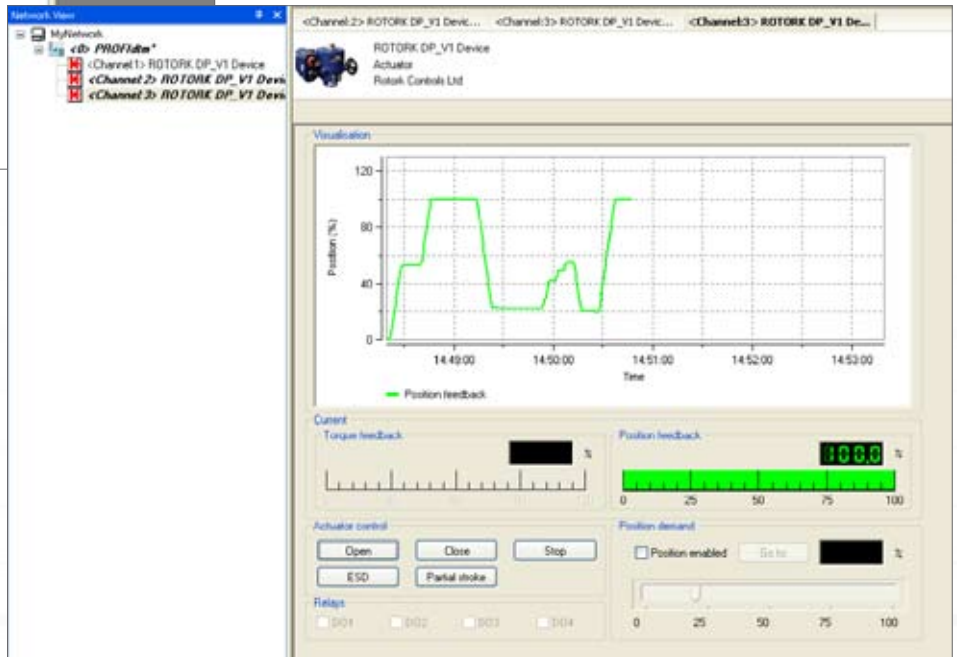 Network View
MyNetwork
<0> PROFIdtm*
<Channel:1> ROTORK DP_V1 Device
<Channel:2> ROTORK DP_V1 Devi
<Channel:3> ROTORK DP_V1 Devi
<Channel:2> ROTORK DP_V1 Devic...
<Channel:3> ROTORK DP_V1 Devic...
<Channel:3> ROTORK DP_V1 De...
ROTORK DP_V1 Device
Actuator
Rotork Controls Ltd
Visualisation
120
80
40
0
Position (%)
14:49:00 14:50:00 14:51:00 14:52:00 14:53:00
Time
Position feedback
Current
Torque feedback
%
Position feedback
100.0 %
0 25 50 75 100
Actuator control
Open Close Stop
ESD Partial stroke
Position demand
Position enabled Go to %
0 25 50 75 100
Relays
DO1 DO2 DO3 DO4